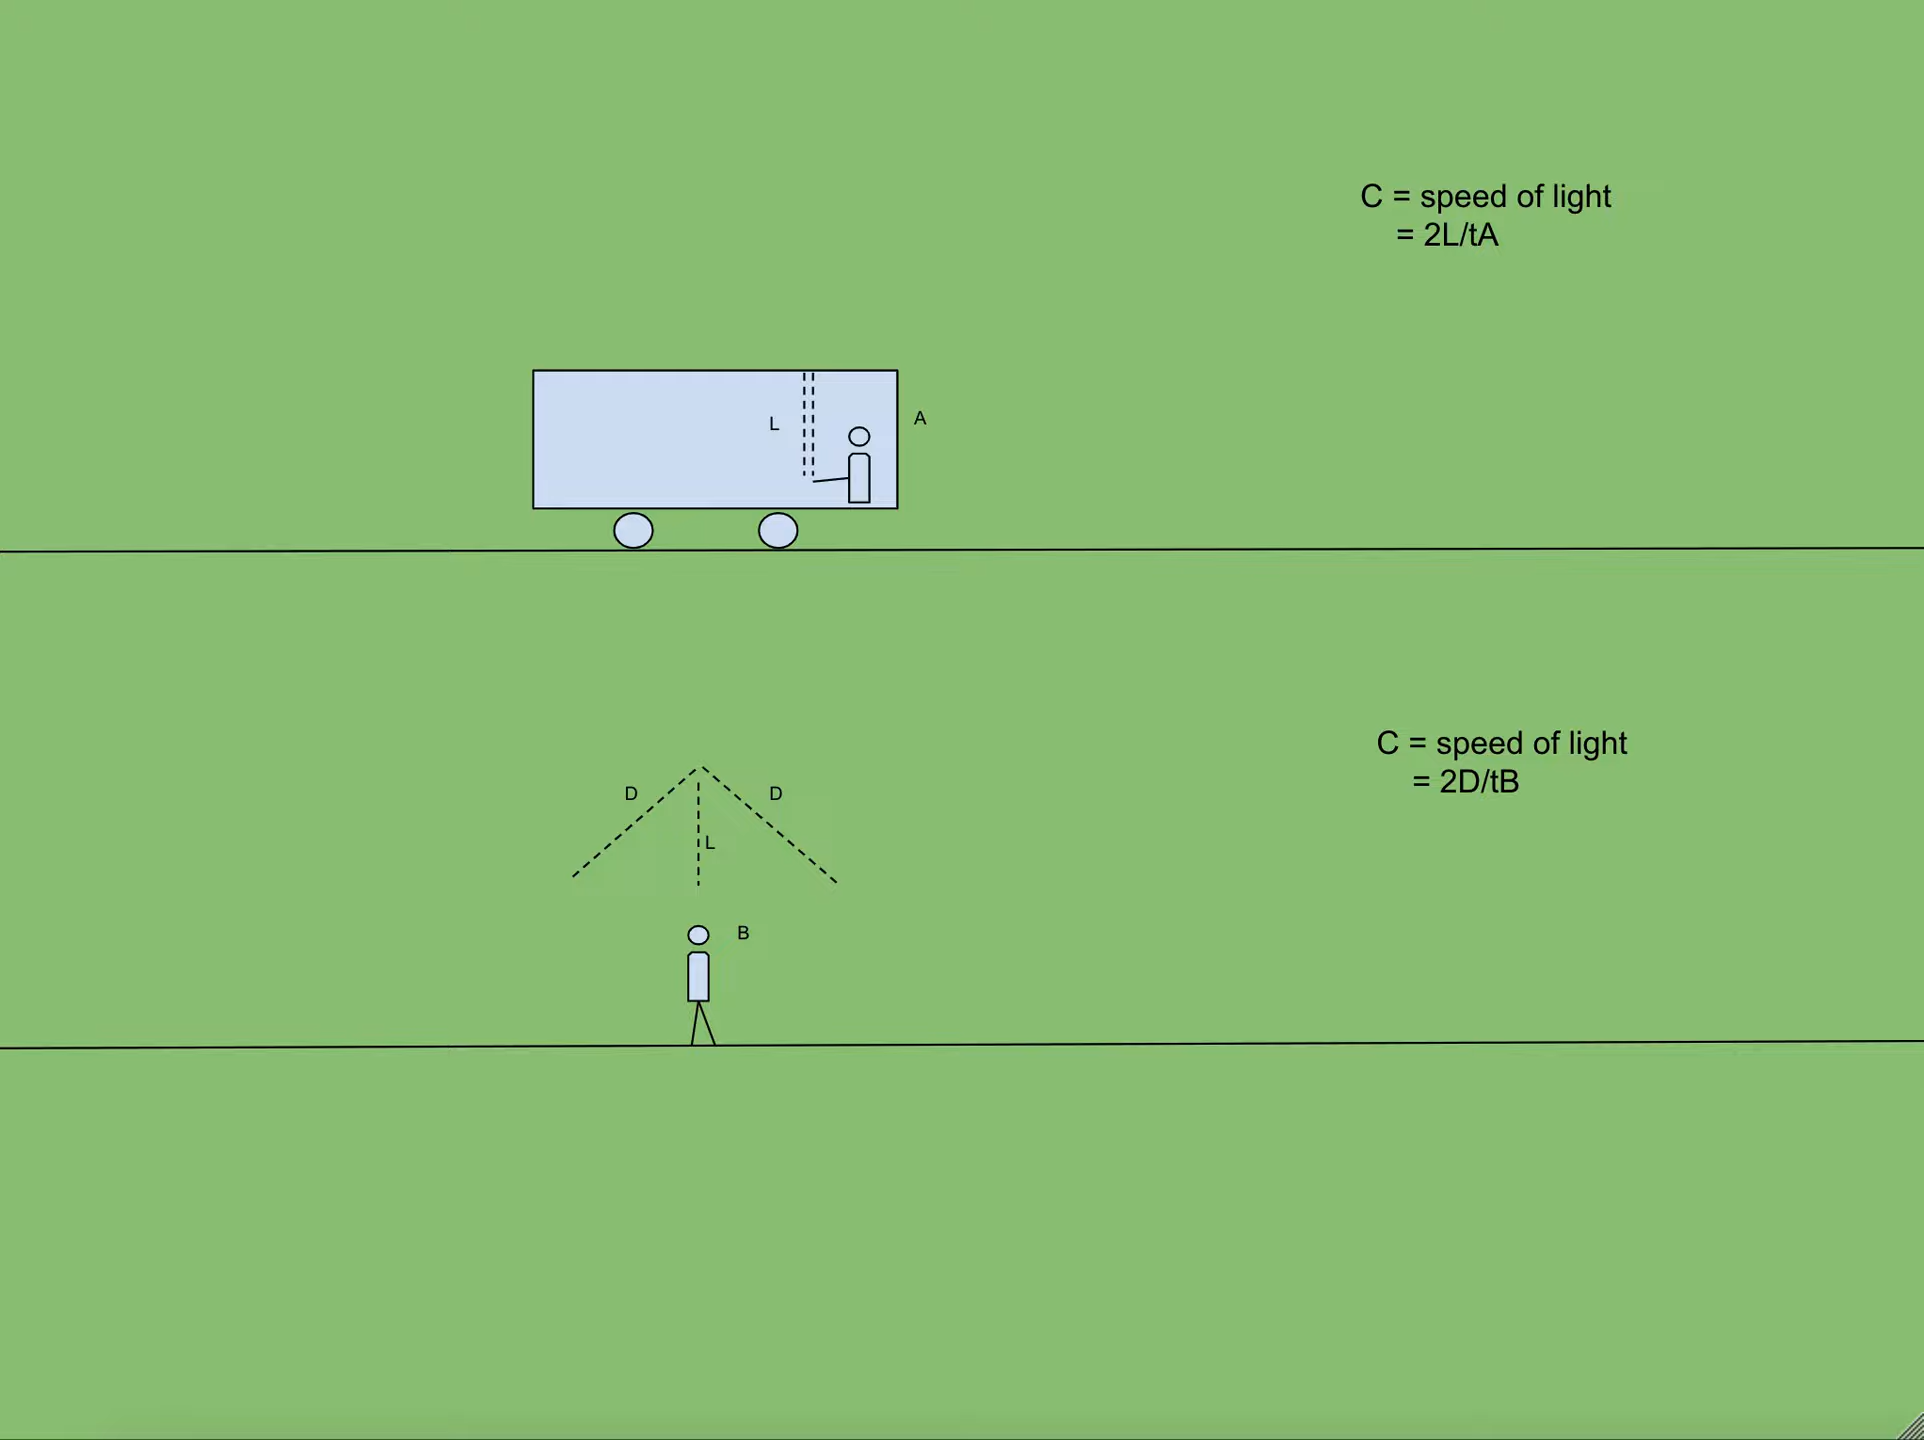 C = speed of light
= 2L/tA
L
A
C = speed of light
= 2D/tB
D
D
L
B